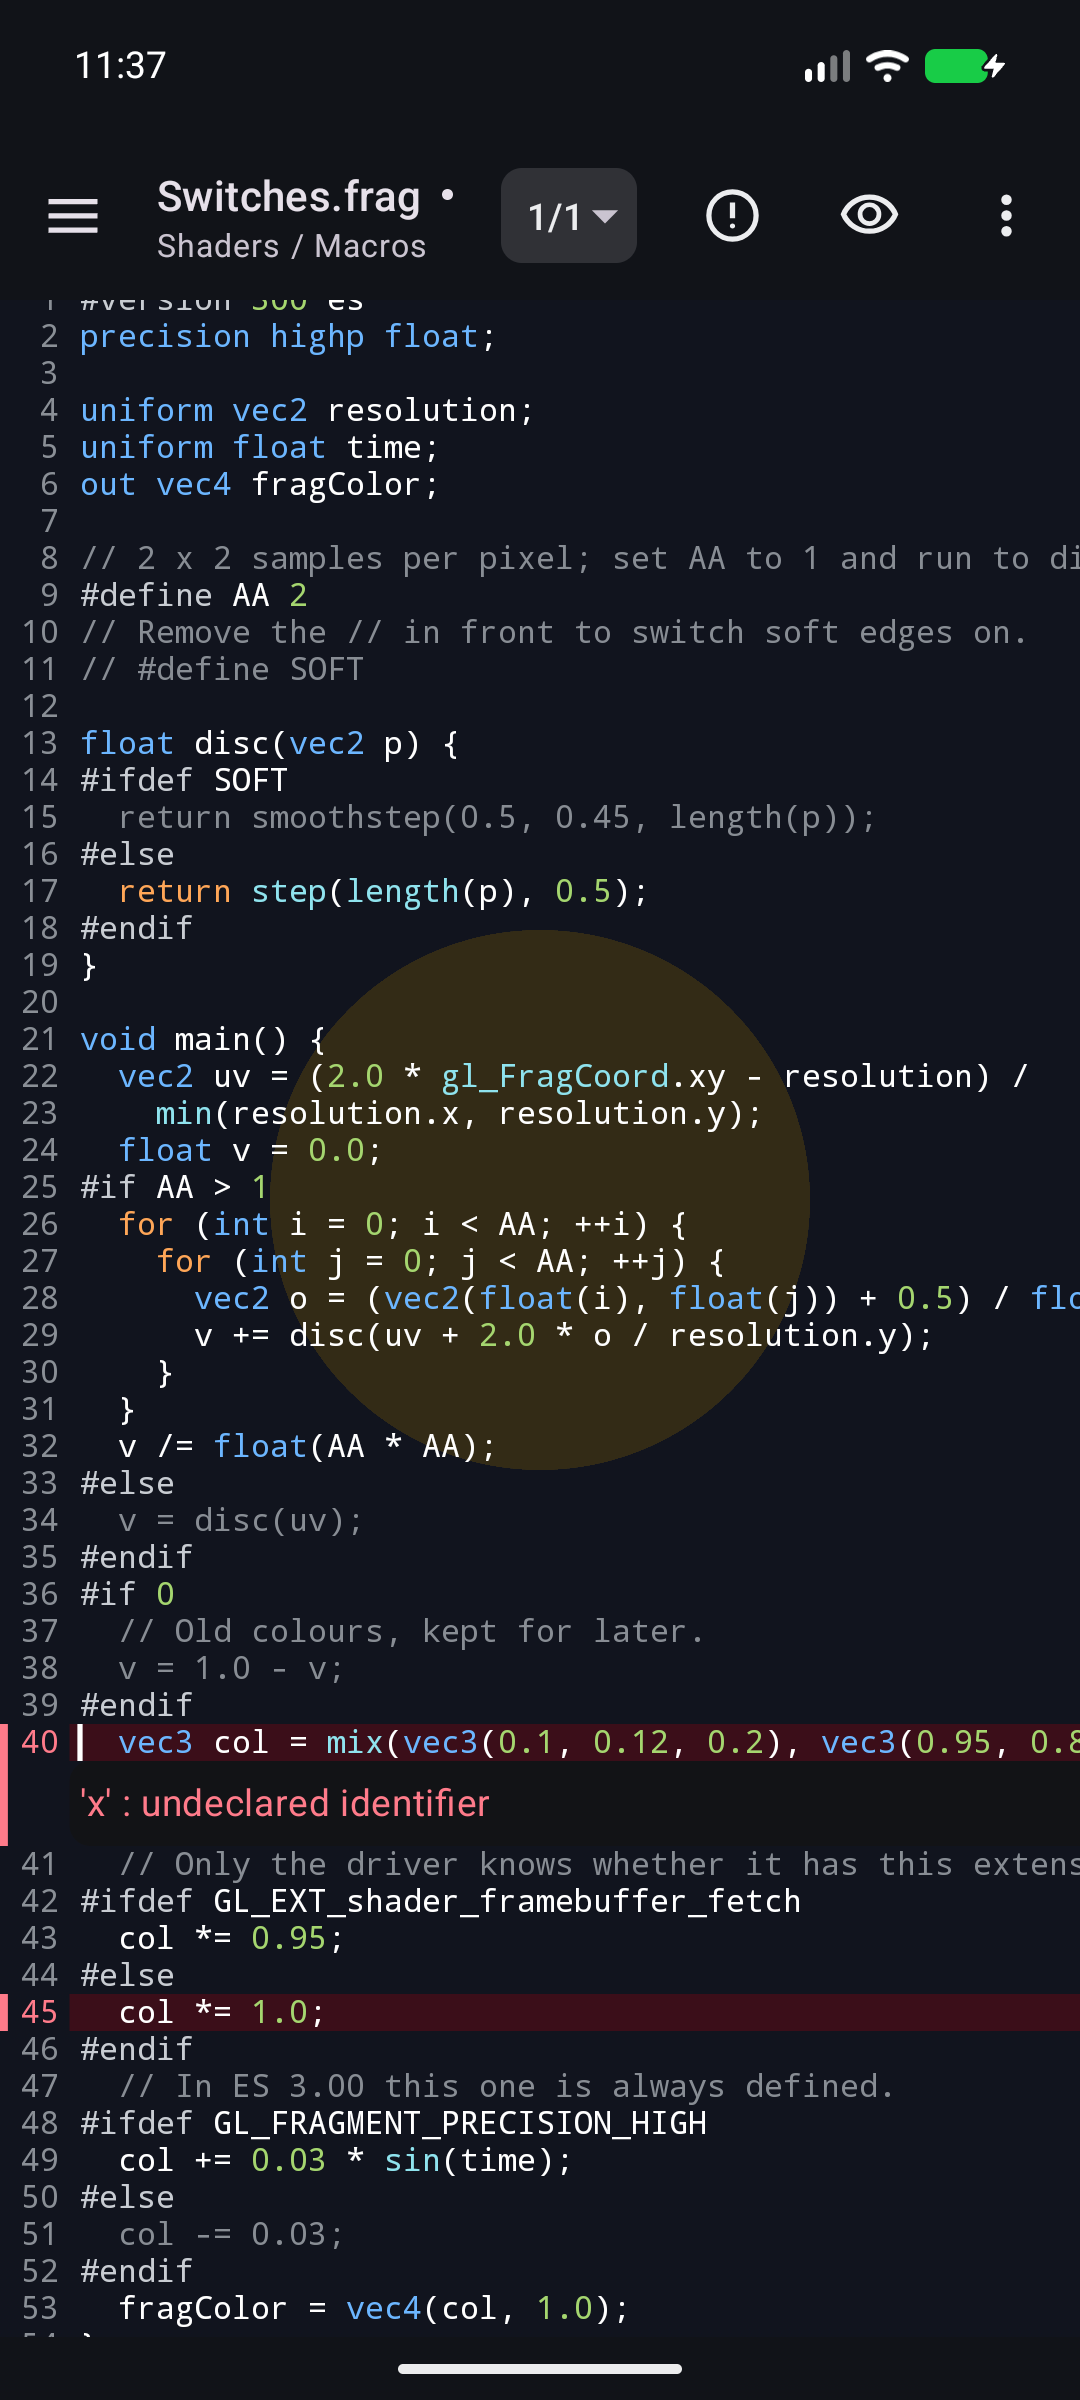 11:37
Switches.frag •
Shaders / Macros
1/1
1 #version 300 es
2 precision highp float;
3
4 uniform vec2 resolution;
5 uniform float time;
6 out vec4 fragColor;
7
8 // 2 x 2 samples per pixel; set AA to 1 and run to di
9 #define AA 2
10 // Remove the // in front to switch soft edges on.
11 // #define SOFT
12
13 float disc(vec2 p) {
14 #ifdef SOFT
15   return smoothstep(0.5, 0.45, length(p));
16 #else
17   return step(length(p), 0.5);
18 #endif
19 }
20
21 void main() {
22   vec2 uv = (2.0 * gl_FragCoord.xy - resolution) /
23     min(resolution.x, resolution.y);
24   float v = 0.0;
25 #if AA > 1
26   for (int i = 0; i < AA; ++i) {
27     for (int j = 0; j < AA; ++j) {
28       vec2 o = (vec2(float(i), float(j)) + 0.5) / flo
29       v += disc(uv + 2.0 * o / resolution.y);
30     }
31   }
32   v /= float(AA * AA);
33 #else
34   v = disc(uv);
35 #endif
36 #if 0
37   // Old colours, kept for later.
38   v = 1.0 - v;
39 #endif
40   vec3 col = mix(vec3(0.1, 0.12, 0.2), vec3(0.95, 0.8
'x' : undeclared identifier
41   // Only the driver knows whether it has this extens
42 #ifdef GL_EXT_shader_framebuffer_fetch
43   col *= 0.95;
44 #else
45   col *= 1.0;
46 #endif
47   // In ES 3.00 this one is always defined.
48 #ifdef GL_FRAGMENT_PRECISION_HIGH
49   col += 0.03 * sin(time);
50 #else
51   col -= 0.03;
52 #endif
53   fragColor = vec4(col, 1.0);